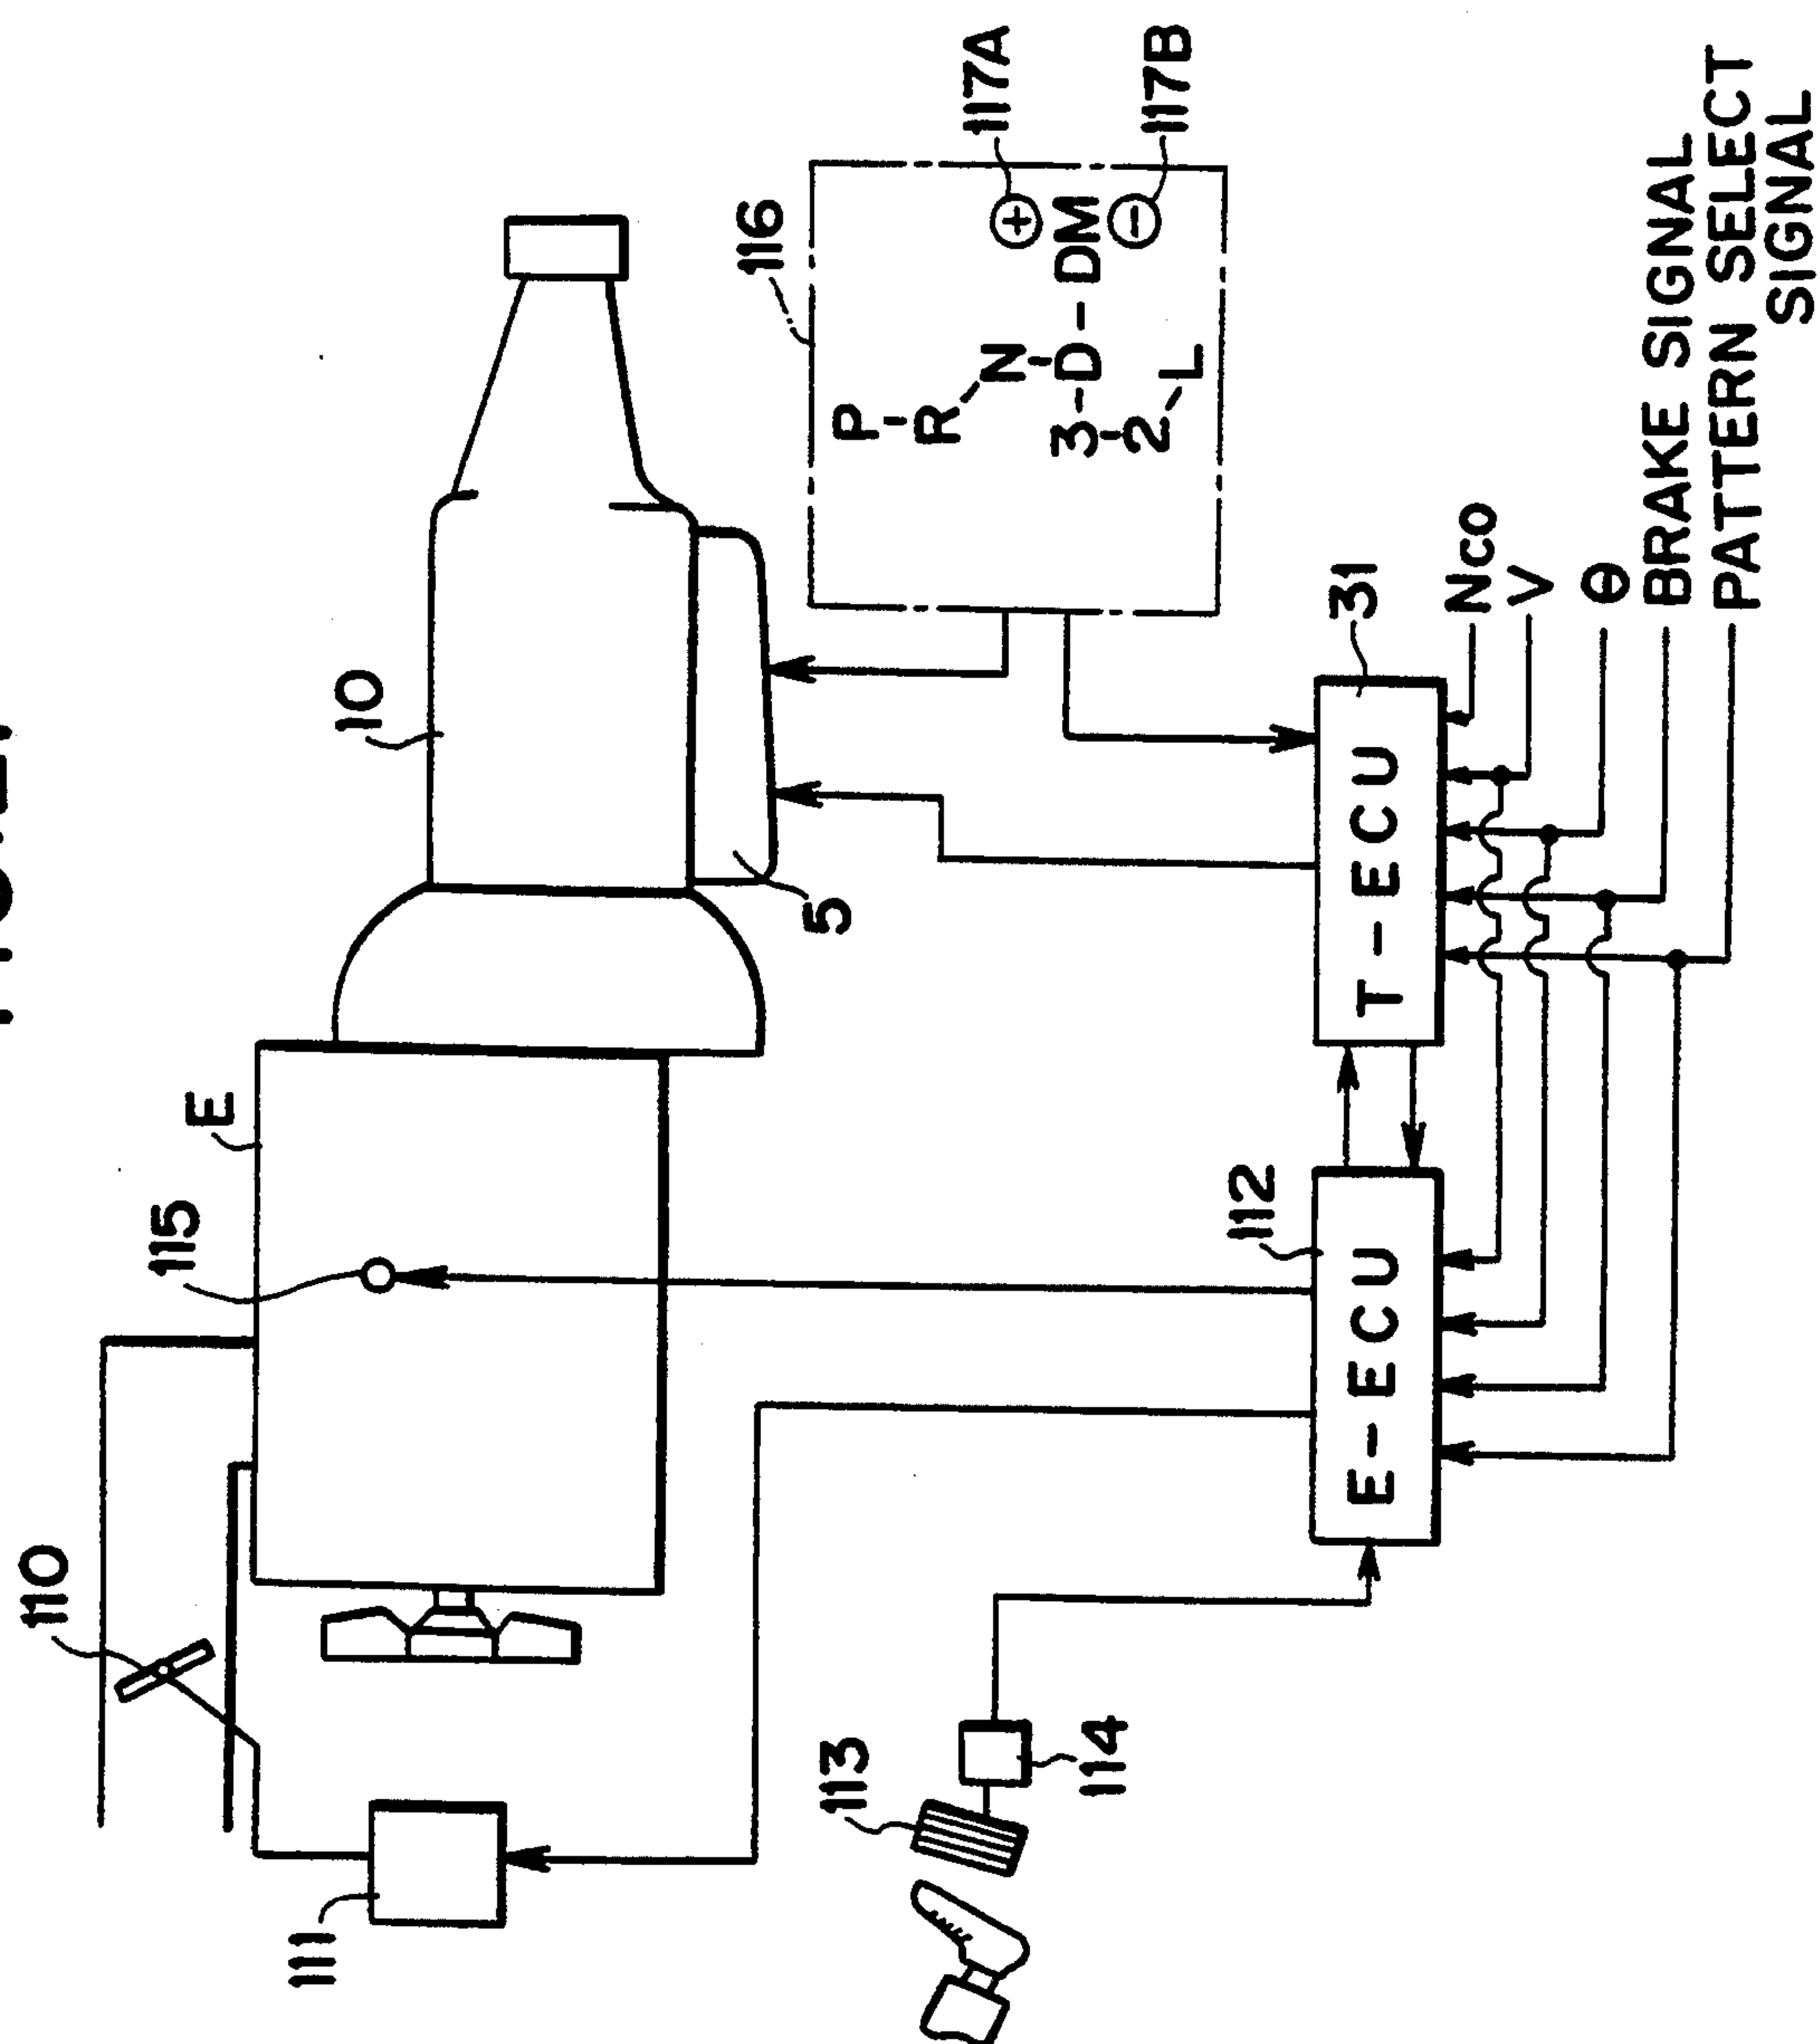 110
115
E
10
111
116
117A
117B
P
R
N
3 - D - DM
+
-
2
L
5
113
114
112
31
E-ECU
T-ECU
Nco
V
θ
BRAKE SIGNAL
PATTERN SELECT
SIGNAL